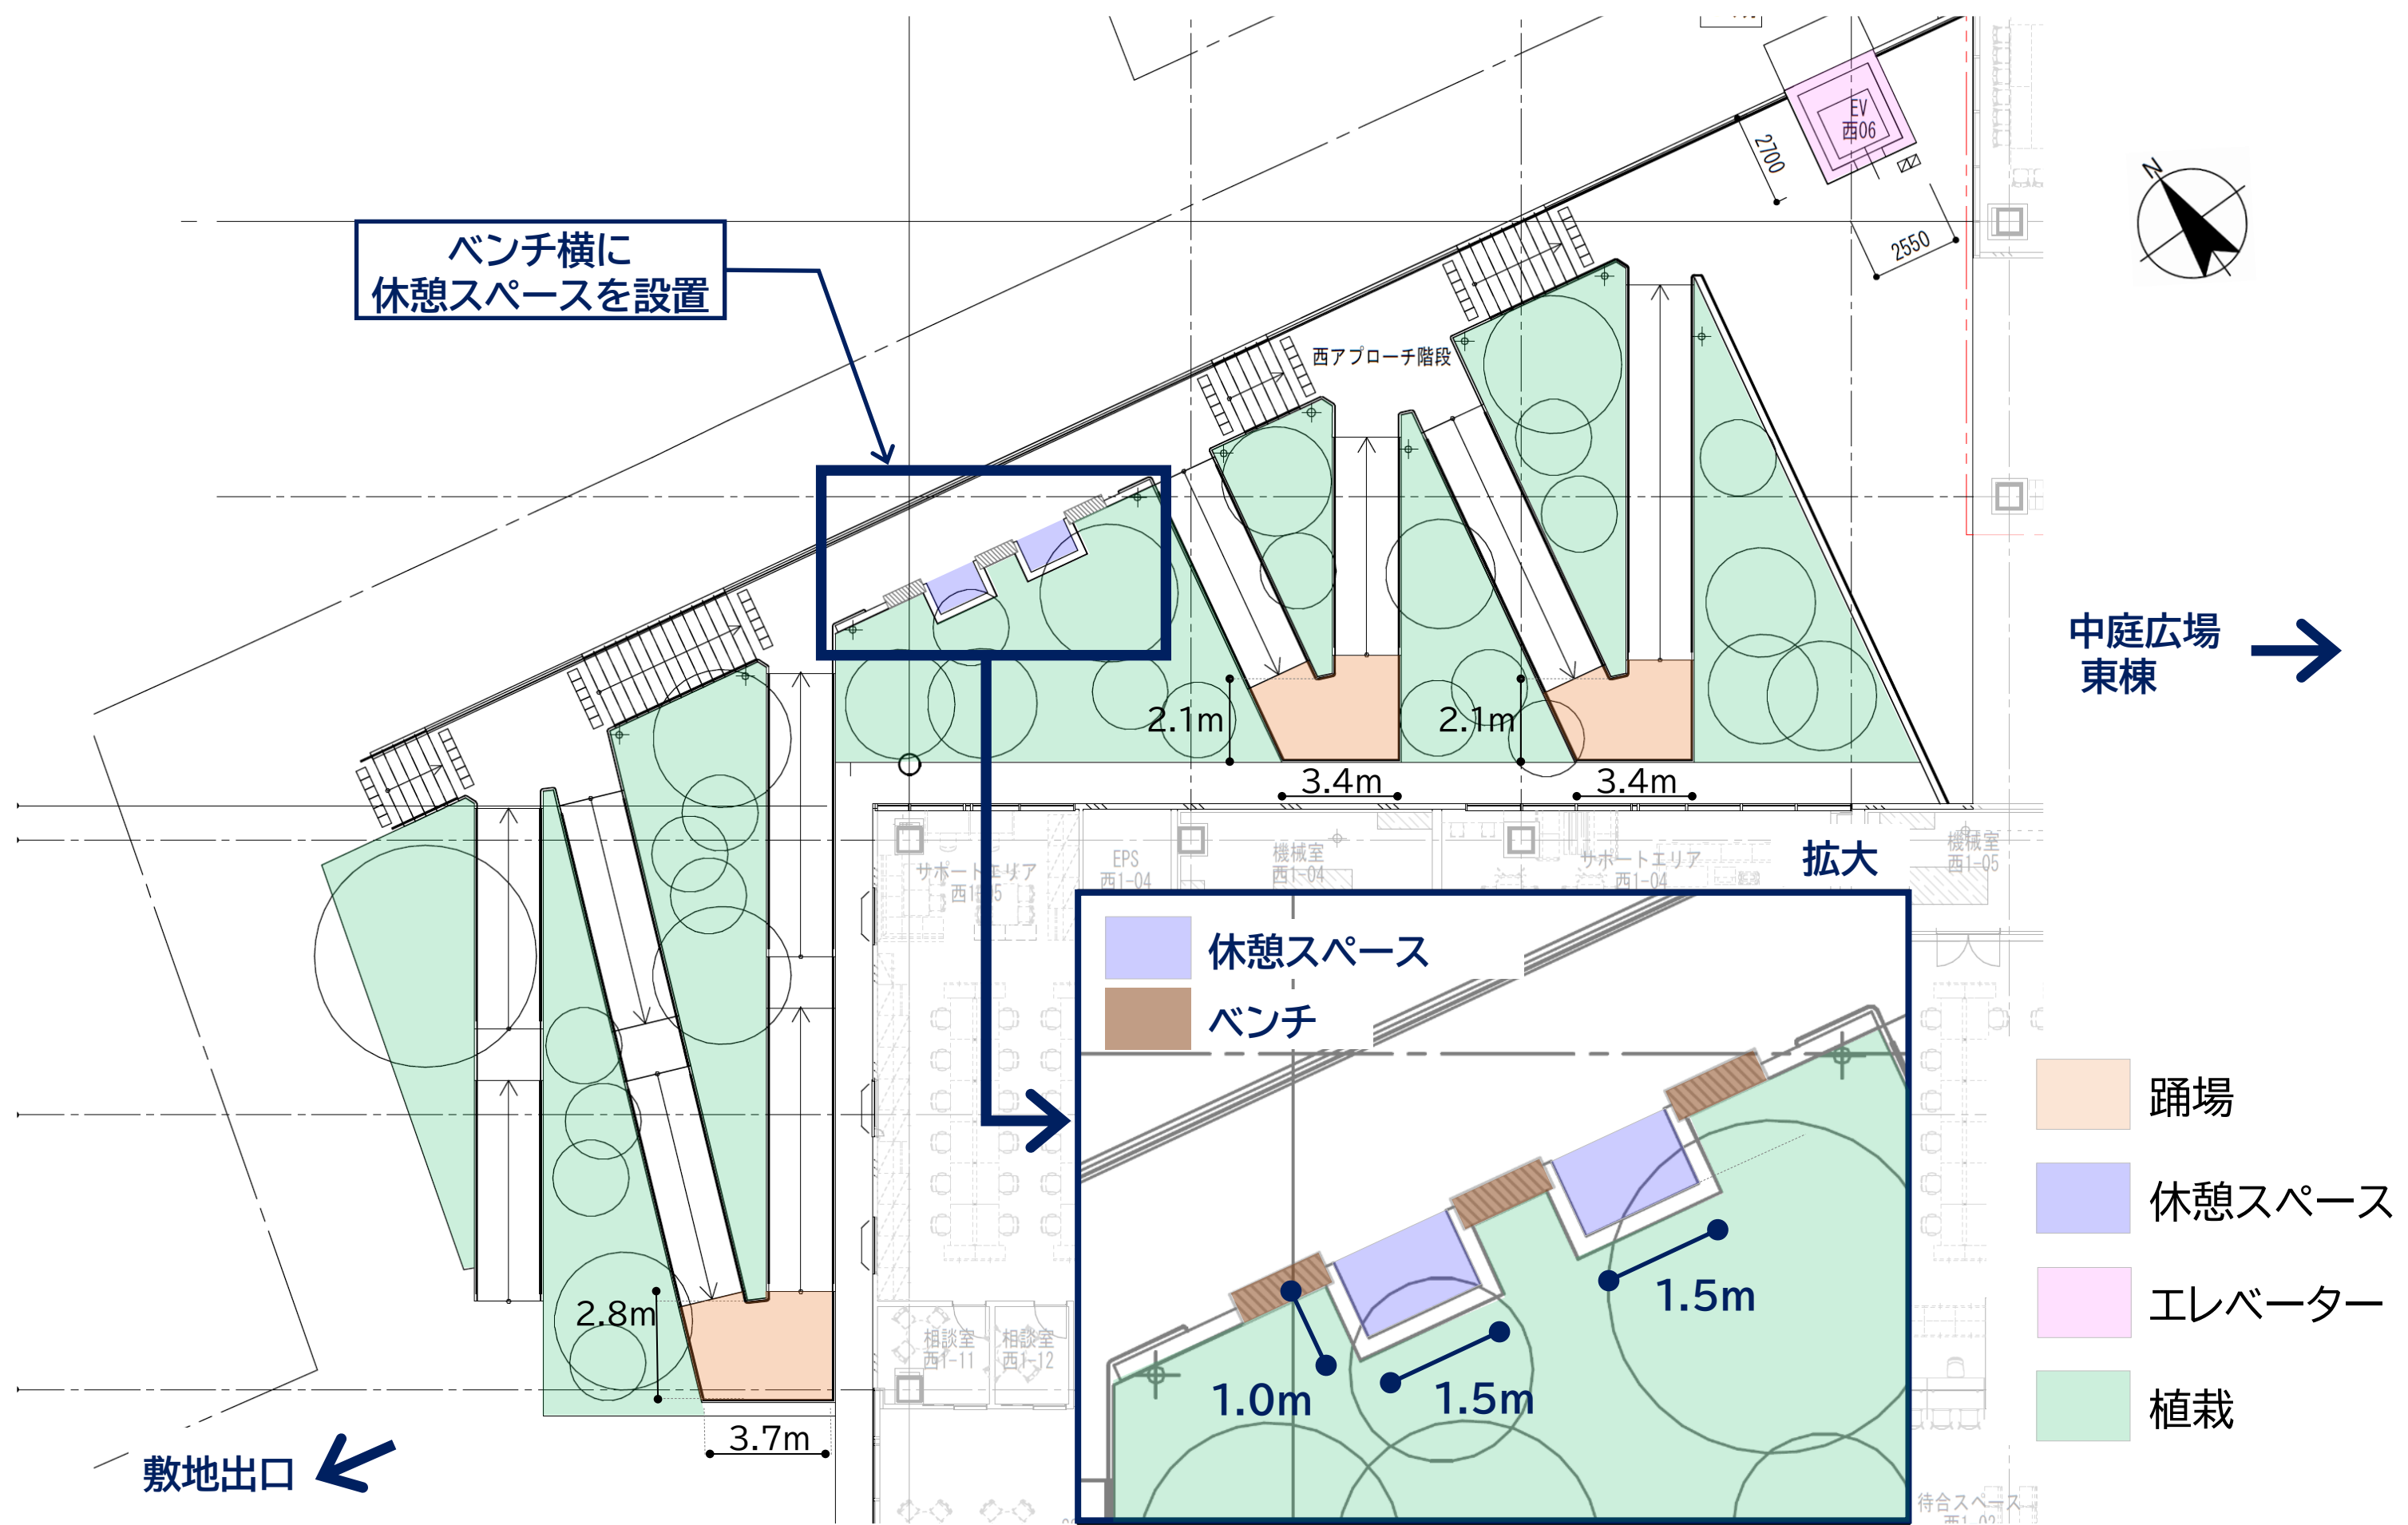 EV
西06
2700
2550
N
ベンチ横に
休憩スペースを設置
西アプローチ階段
中庭広場
東棟
2.1m
2.1m
3.4m
3.4m
サポートエリア
西1-05
EPS
西1-04
機械室
西1-04
サポートエリア
西1-04
機械室
西1-05
拡大
休憩スペース
ベンチ
1.5m
1.0m
1.5m
2.8m
3.7m
相談室
西1-11
相談室
西1-12
敷地出口
踊場
休憩スペース
エレベーター
植栽
待合スペース